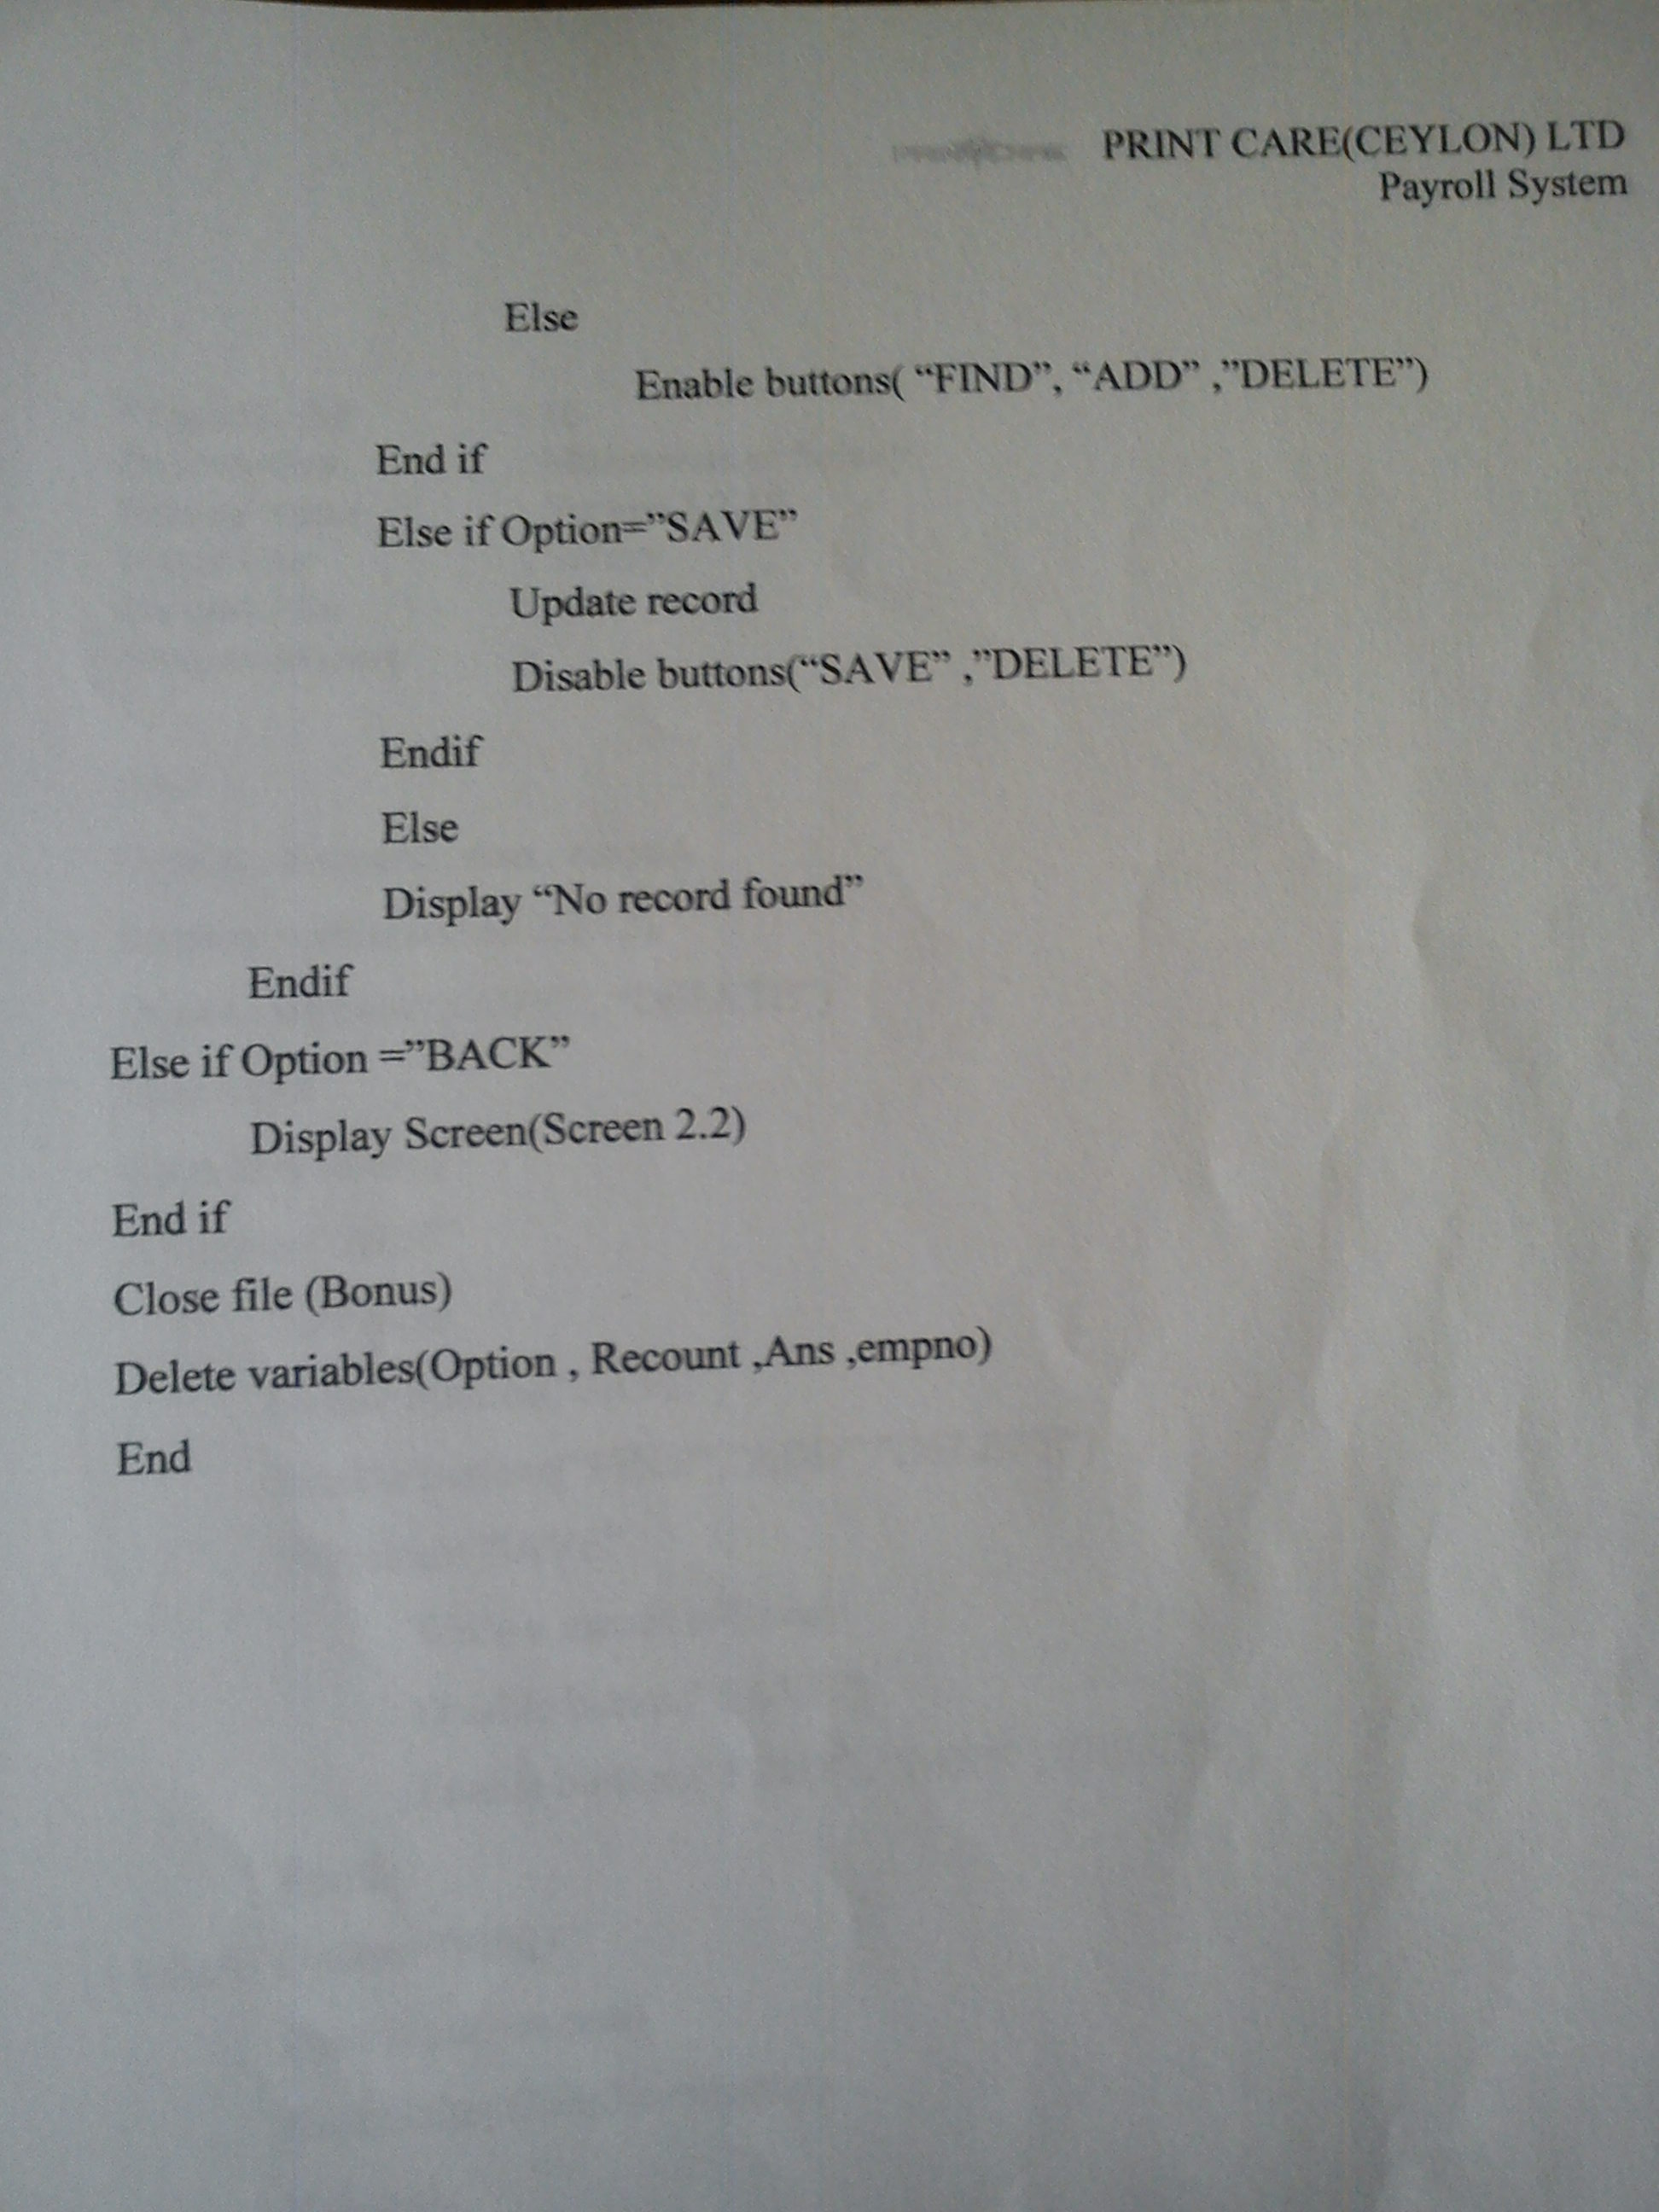 PRINT CARE(CEYLON) LTD
Payroll System
Else
Enable buttons( “FIND”, “ADD” ,”DELETE”)
End if
Else if Option=”SAVE”
Update record
Disable buttons(“SAVE” ,”DELETE”)
Endif
Else
Display “No record found”
Endif
Else if Option =”BACK”
Display Screen(Screen 2.2)
End if
Close file (Bonus)
Delete variables(Option , Recount ,Ans ,empno)
End